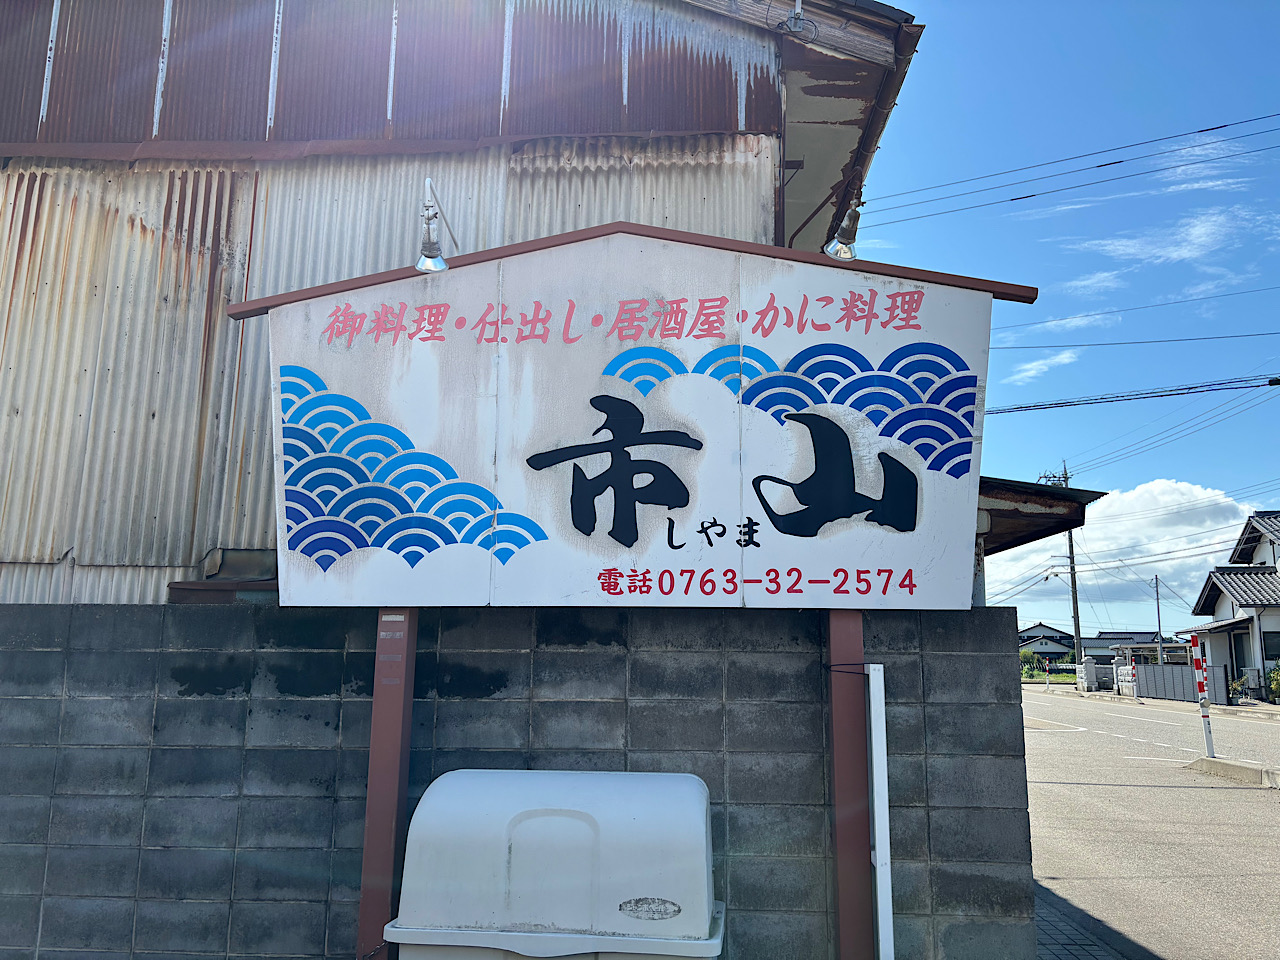 御料理・仕出し・居酒屋・かに料理
市山
しやま
電話0763-32-2574